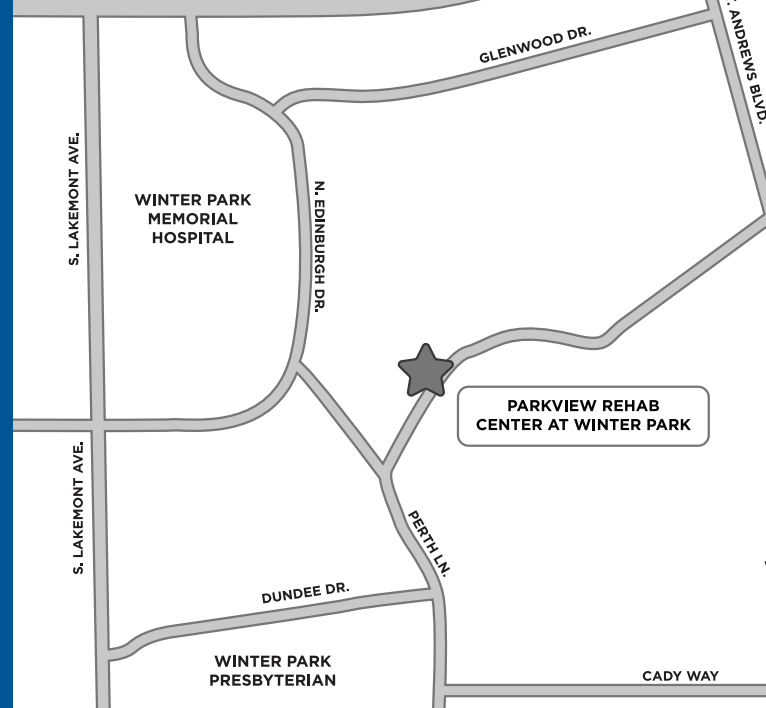 GLENWOOD DR.
ANDREWS BLVD.
S. LAKEMONT AVE.
WINTER PARK
MEMORIAL
HOSPITAL
N. EDINBURGH DR.
PARKVIEW REHAB
CENTER AT WINTER PARK
S. LAKEMONT AVE.
PERTH LN.
DUNDEE DR.
WINTER PARK
PRESBYTERIAN
CADY WAY